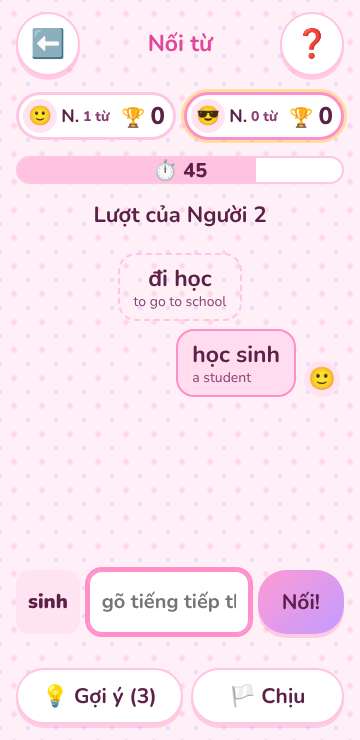 Nối từ
N. 1 từ 0
N. 0 từ 0
45
Lượt của Người 2
đi học
to go to school
học sinh
a student
sinh
gõ tiếng tiếp
Nối!
Gợi ý (3)
Chịu